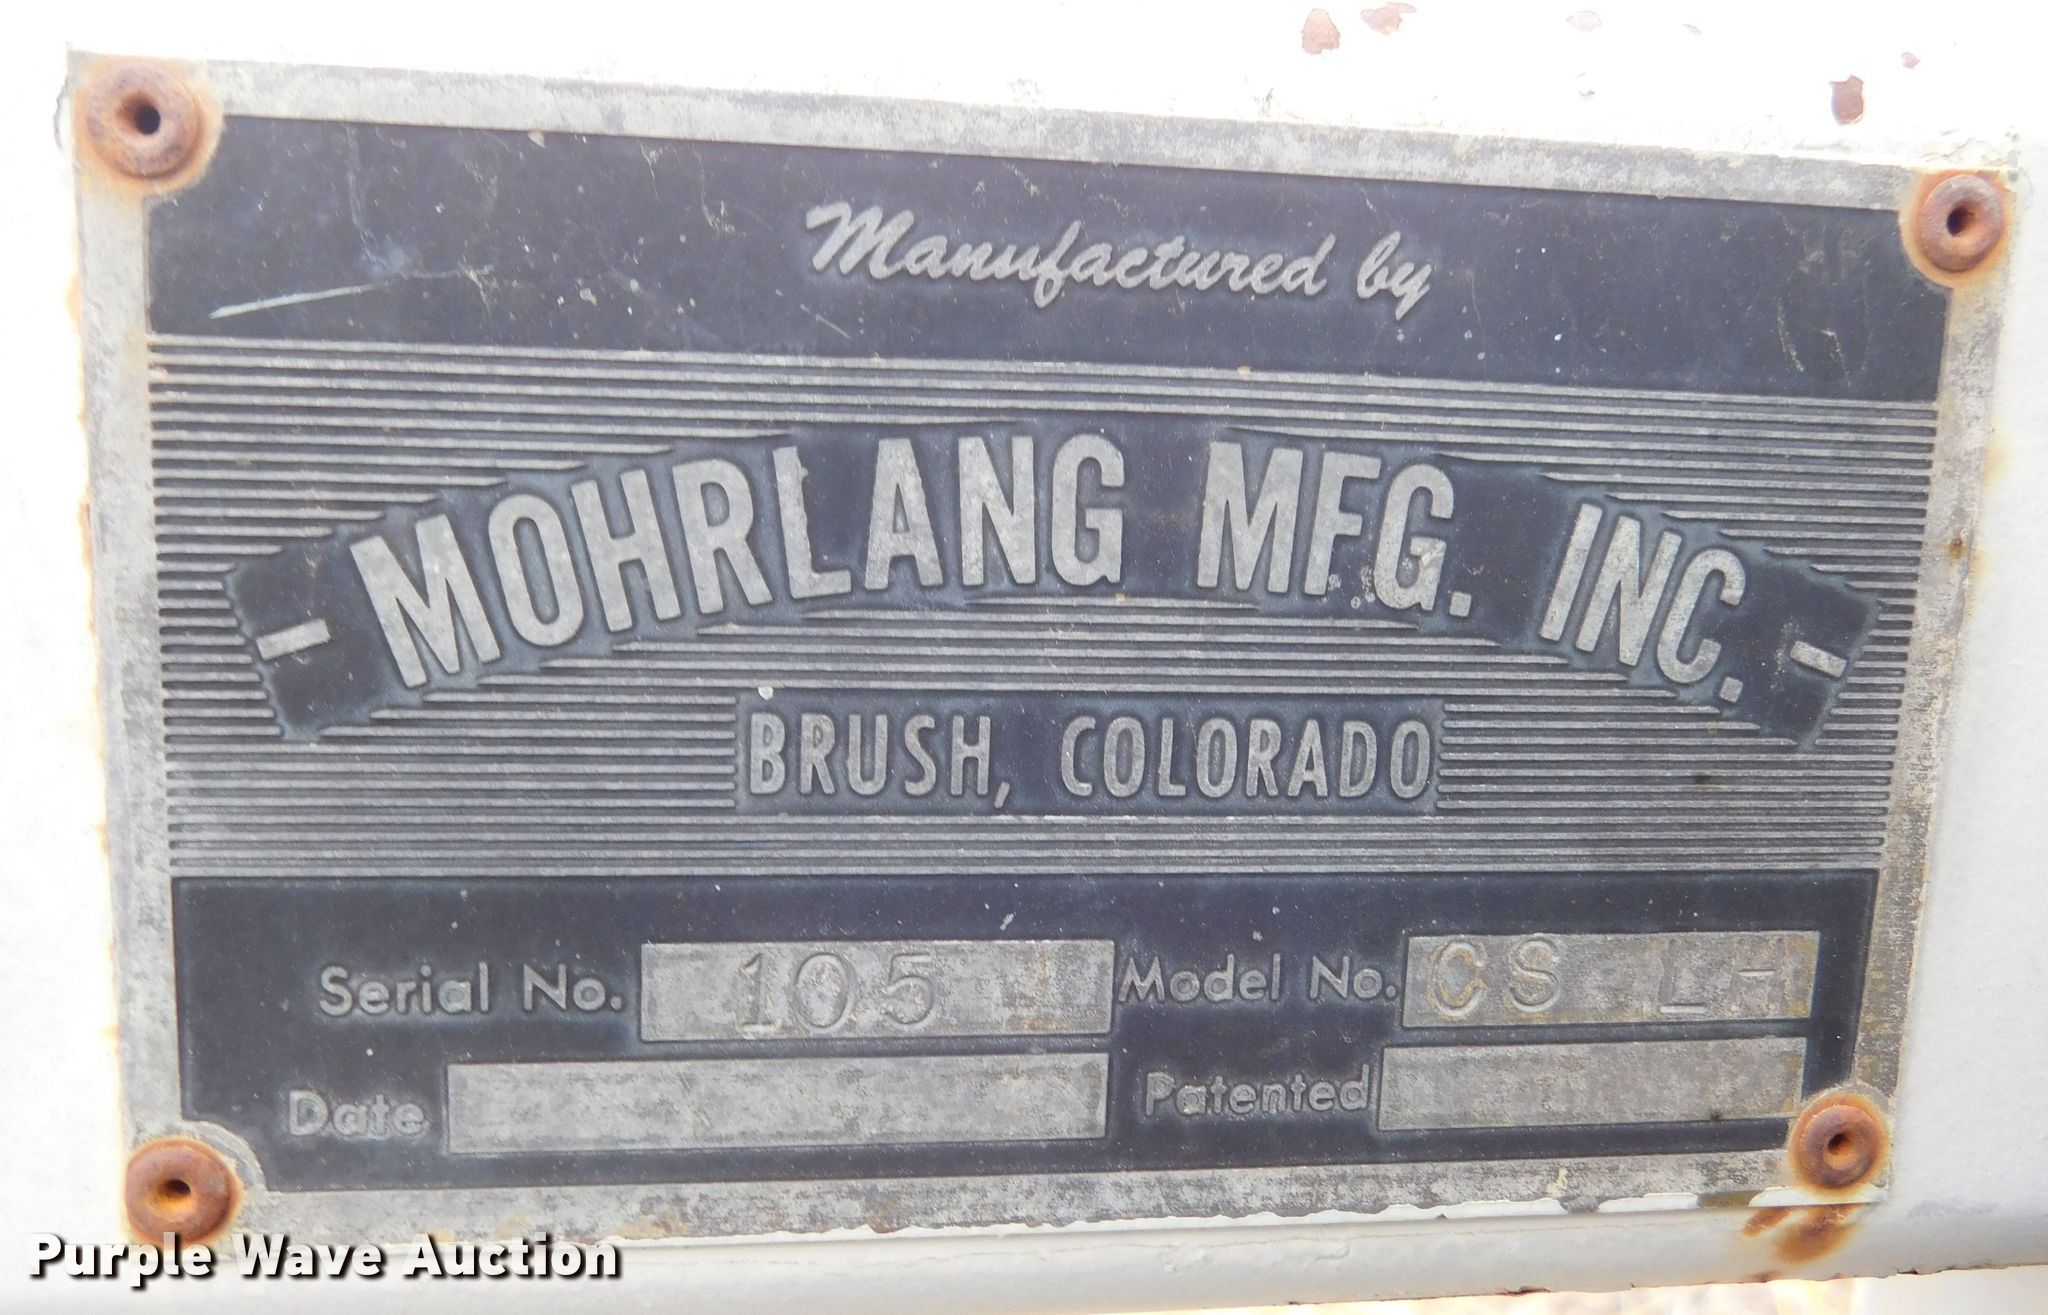 Manufactured by
- MOHRLANG MFG. INC. -
BRUSH, COLORADO
Serial No. 105 Model No. CS LH
Date Patented
Purple Wave Auction